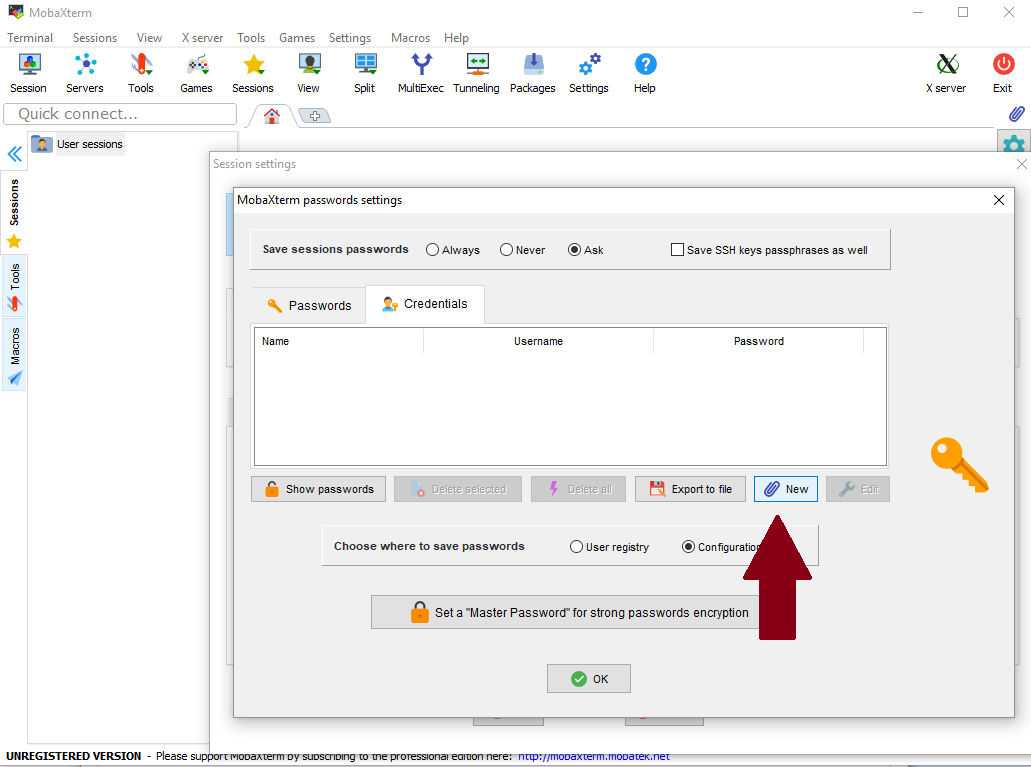 MobaXterm
Terminal Sessions View X server Tools Games Settings Macros Help
Session Servers Tools Games Sessions View Split MultiExec Tunneling Packages Settings Help X server Exit
Quick connect...
User sessions
Sessions
Tools
Macros
Session settings
MobaXterm passwords settings
Save sessions passwords Always Never Ask Save SSH keys passphrases as well
Passwords Credentials
Name Username Password
Show passwords Delete selected Delete all Export to file New Edit
Choose where to save passwords User registry Configuration
Set a "Master Password" for strong passwords encryption
OK
UNREGISTERED VERSION - Please support MobaXterm by subscribing to the professional edition here: http://mobaxterm.mobatek.net